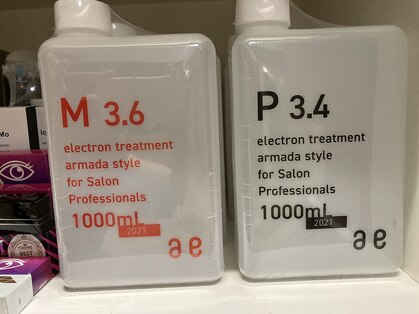 M 3.6
electron treatment
armada style
for Salon
Professionals
1000mL
2021
ae
P 3.4
electron treatment
armada style
for Salon
Professionals
1000mL
2021
ae
BEST